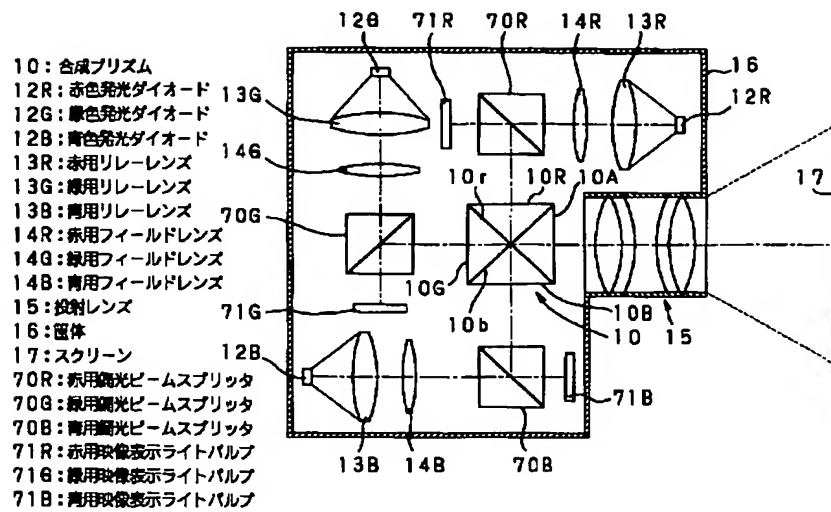 10:合成プリズム
12R:赤色発光ダイオード
12G:緑色発光ダイオード
12B:青色発光ダイオード
13R:赤用リレーレンズ
13G:緑用リレーレンズ
13B:青用リレーレンズ
14R:赤用フィールドレンズ
14G:緑用フィールドレンズ
14B:青用フィールドレンズ
15:投射レンズ
16:筐体
17:スクリーン
70R:赤用偏光ビームスプリッタ
70G:緑用偏光ビームスプリッタ
70B:青用偏光ビームスプリッタ
71R:赤用映像表示ライトバルブ
71G:緑用映像表示ライトバルブ
71B:青用映像表示ライトバルブ
12G 71R 70R 14R 13R
16
13G
12R
14G
10r 10R 10A
17
70G
10G
10b
10B
71G
10 15
12B
71B
13B 14B 70B